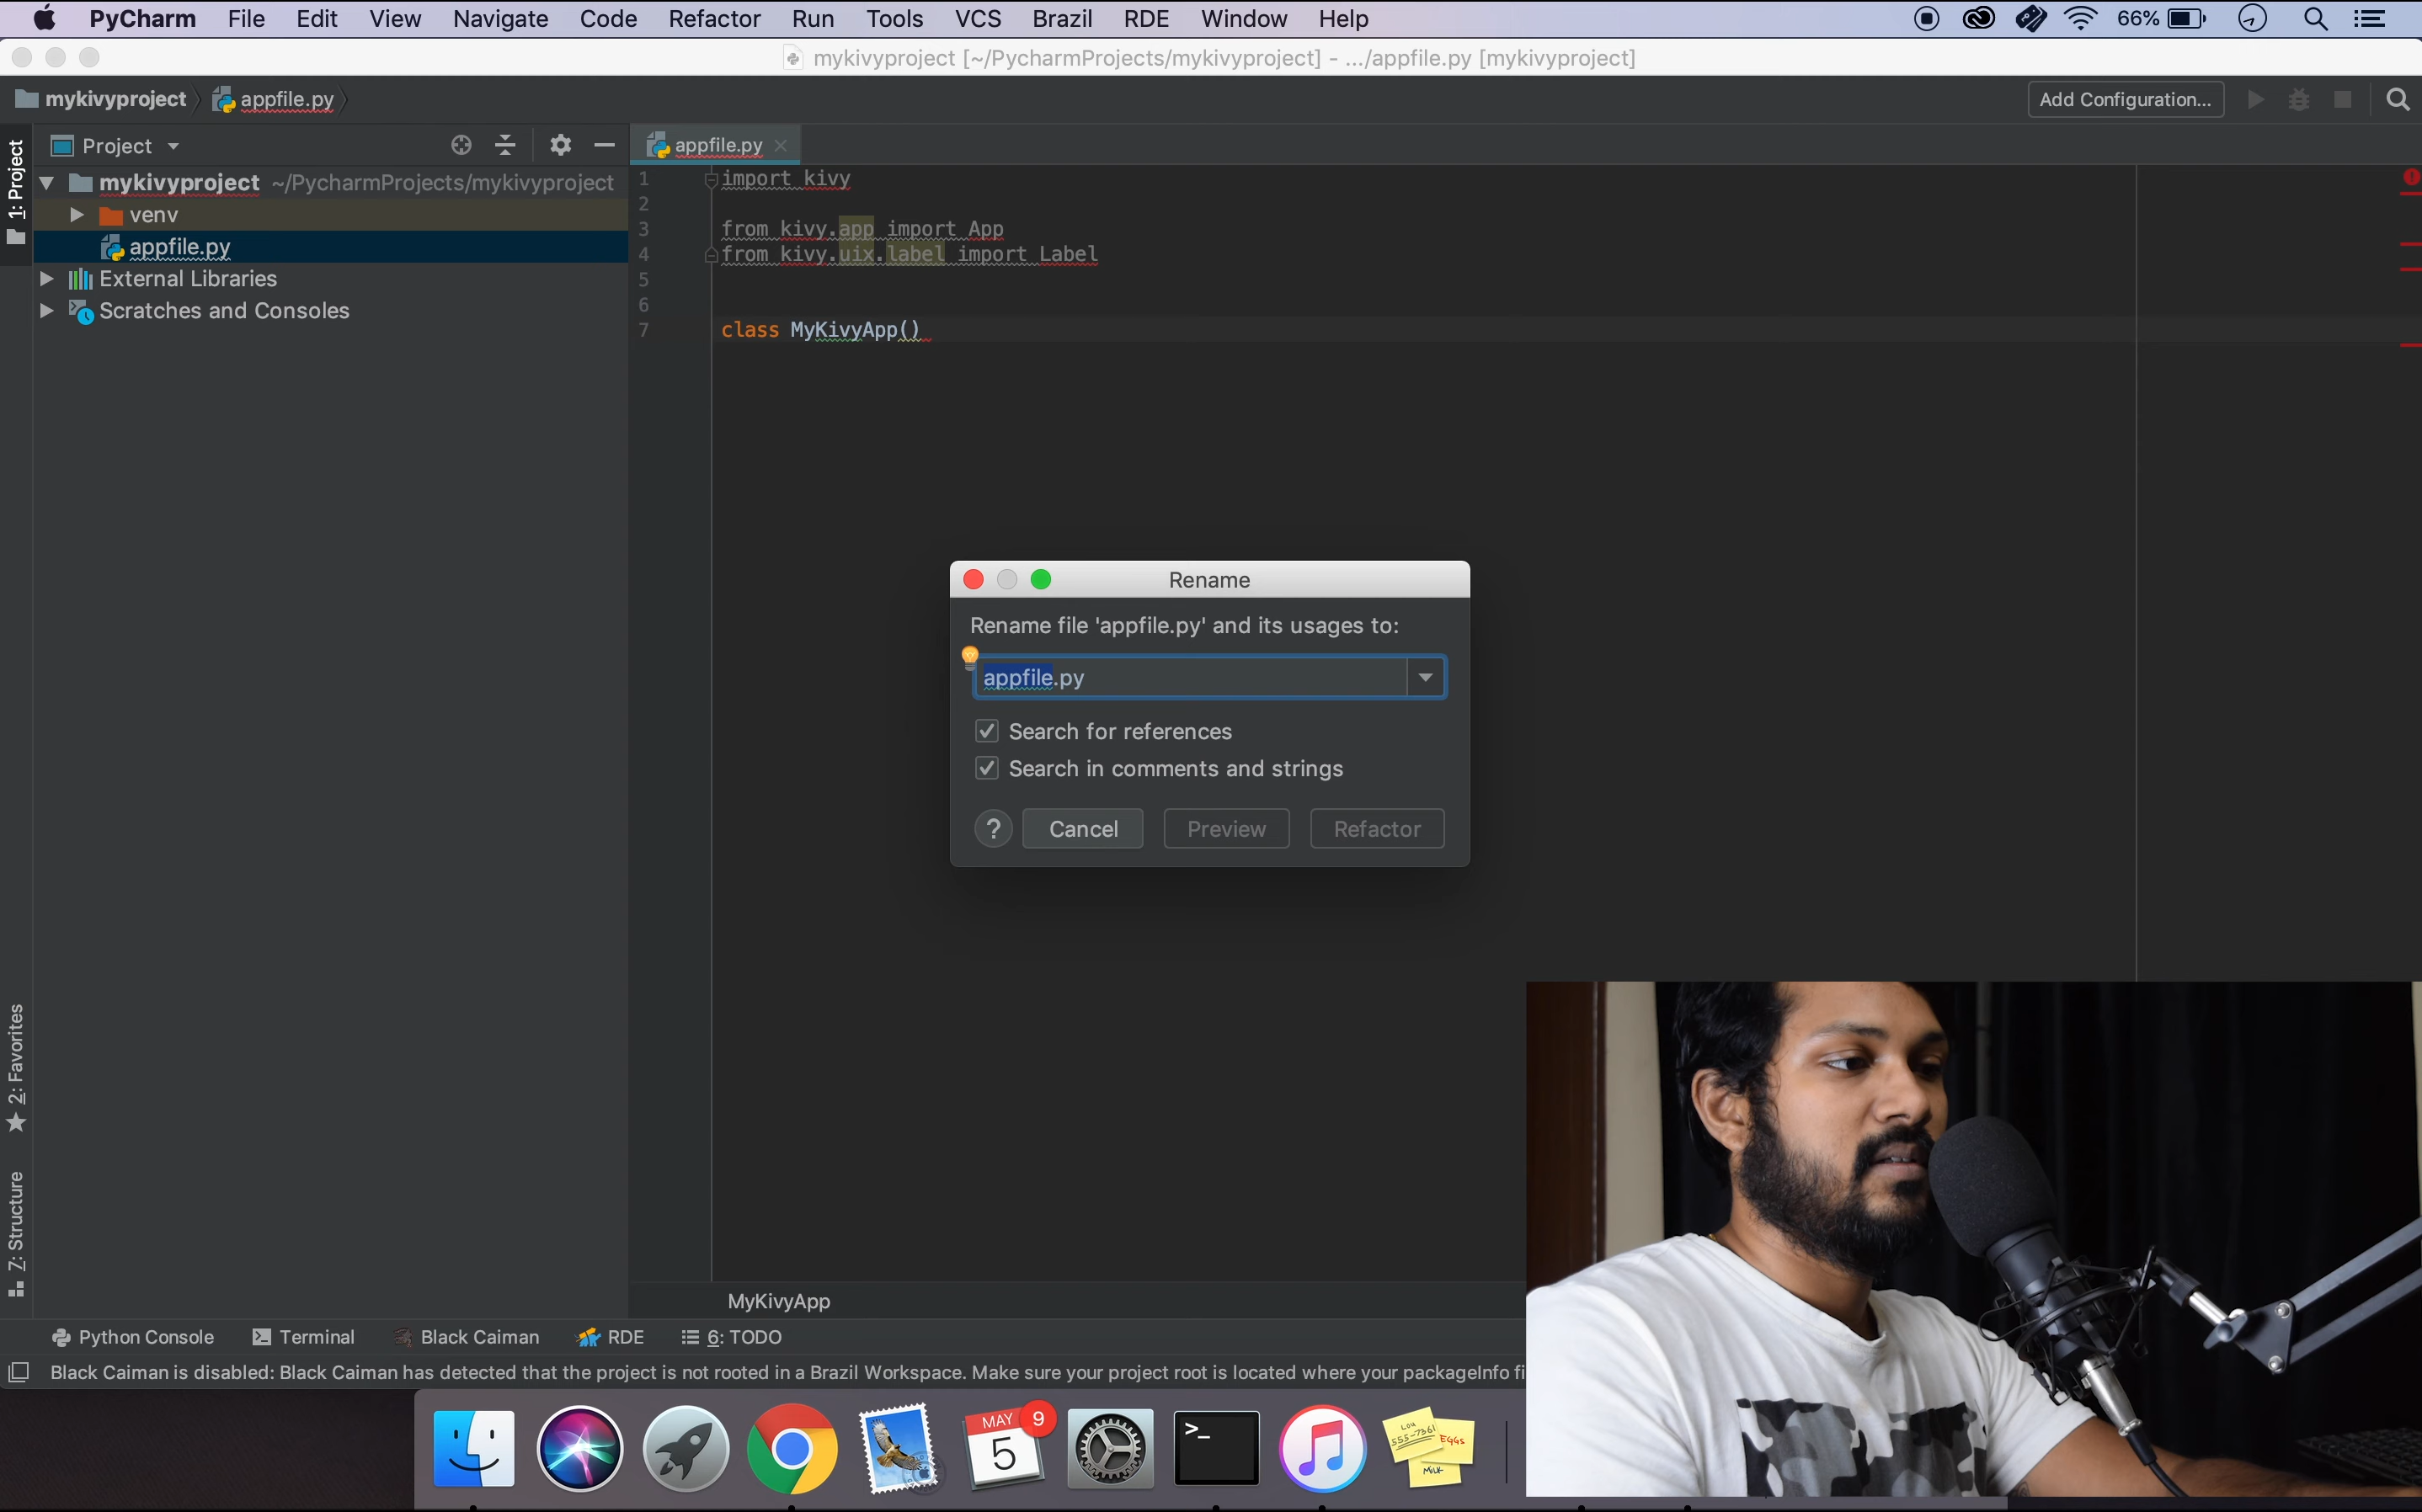 PyCharm File Edit View Navigate Code Refactor Run Tools VCS Brazil RDE Window Help 66%
mykivyproject [~/PycharmProjects/mykivyproject] - .../appfile.py [mykivyproject]
mykivyproject appfile.py Add Configuration...
1: Project
Project
appfile.py
mykivyproject ~/PycharmProjects/mykivyproject
venv
appfile.py
External Libraries
Scratches and Consoles
1 import kivy
2
3 from kivy.app import App
4 from kivy.uix.label import Label
5
6
7 class MyKivyApp()
Rename
Rename file 'appfile.py' and its usages to:
appfile.py
Search for references
Search in comments and strings
? Cancel Preview Refactor
2: Favorites
7: Structure
MyKivyApp
Python Console Terminal Black Caiman RDE 6: TODO
Black Caiman is disabled: Black Caiman has detected that the project is not rooted in a Brazil Workspace. Make sure your project root is located where your packageInfo fi
MAY 9
5
>_
Lou
555-7361
EGGS
MILK